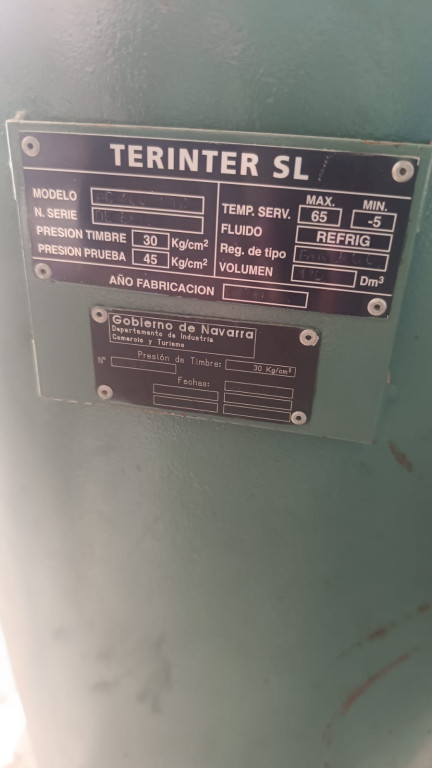 TERINTER SL
MODELO
N. SERIE
PRESION TIMBRE 30 Kg/cm²
PRESION PRUEBA 45 Kg/cm²
MAX. MIN.
TEMP. SERV. 65 -5
FLUIDO REFRIG
Reg. de tipo
VOLUMEN Dm³
AÑO FABRICACION
Gobierno de Navarra
Departamento de Industria
Comercio y Turismo
Nº Presión de Timbre: 30 Kg/cm²
Fechas: